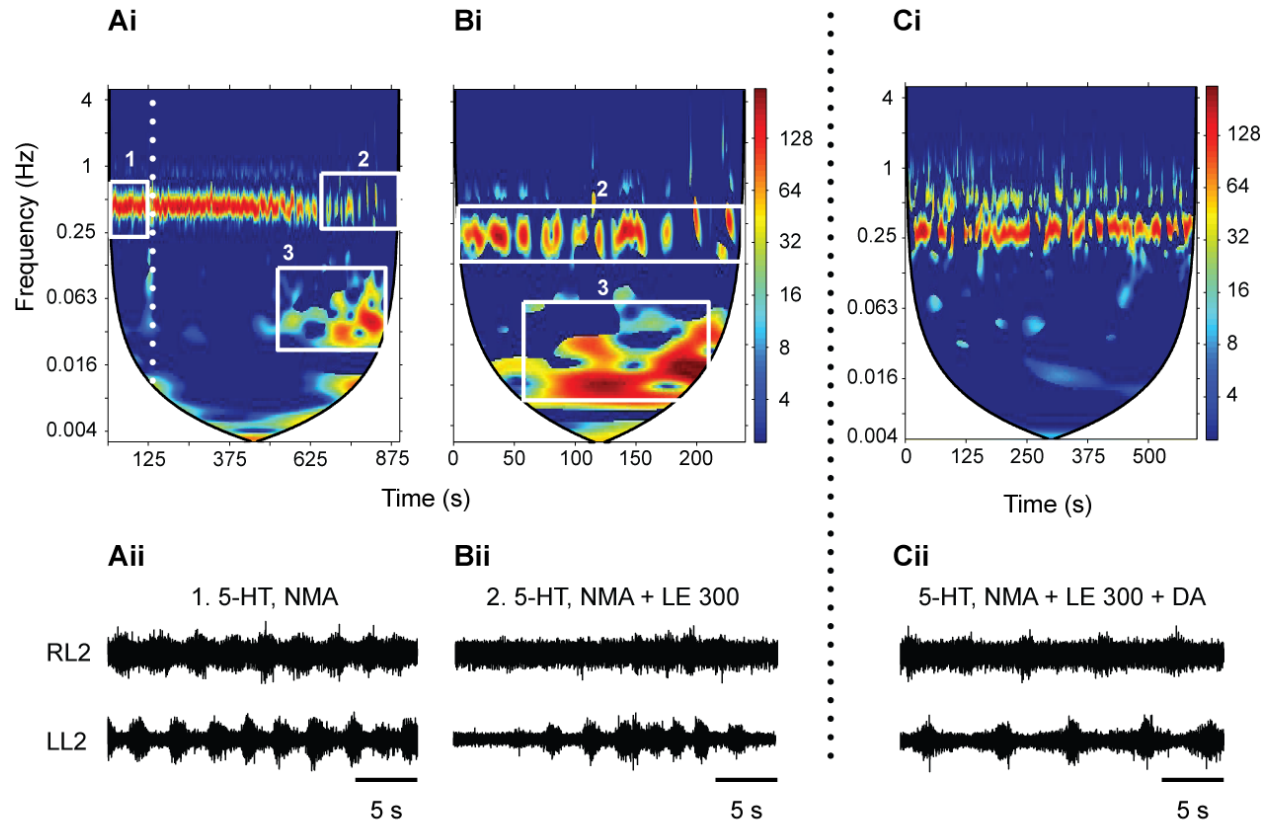 Ai
Bi
Ci
Frequency (Hz)
4
1
0.25
0.063
0.016
0.004
1
2
3
125
375
625
875
2
3
0
50
100
150
200
128
64
32
16
8
4
Time (s)
4
1
0.25
0.063
0.016
0.004
0
125
250
375
500
128
64
32
16
8
4
Time (s)
Aii
Bii
Cii
1. 5-HT, NMA
2. 5-HT, NMA + LE 300
5-HT, NMA + LE 300 + DA
RL2
LL2
5 s
5 s
5 s